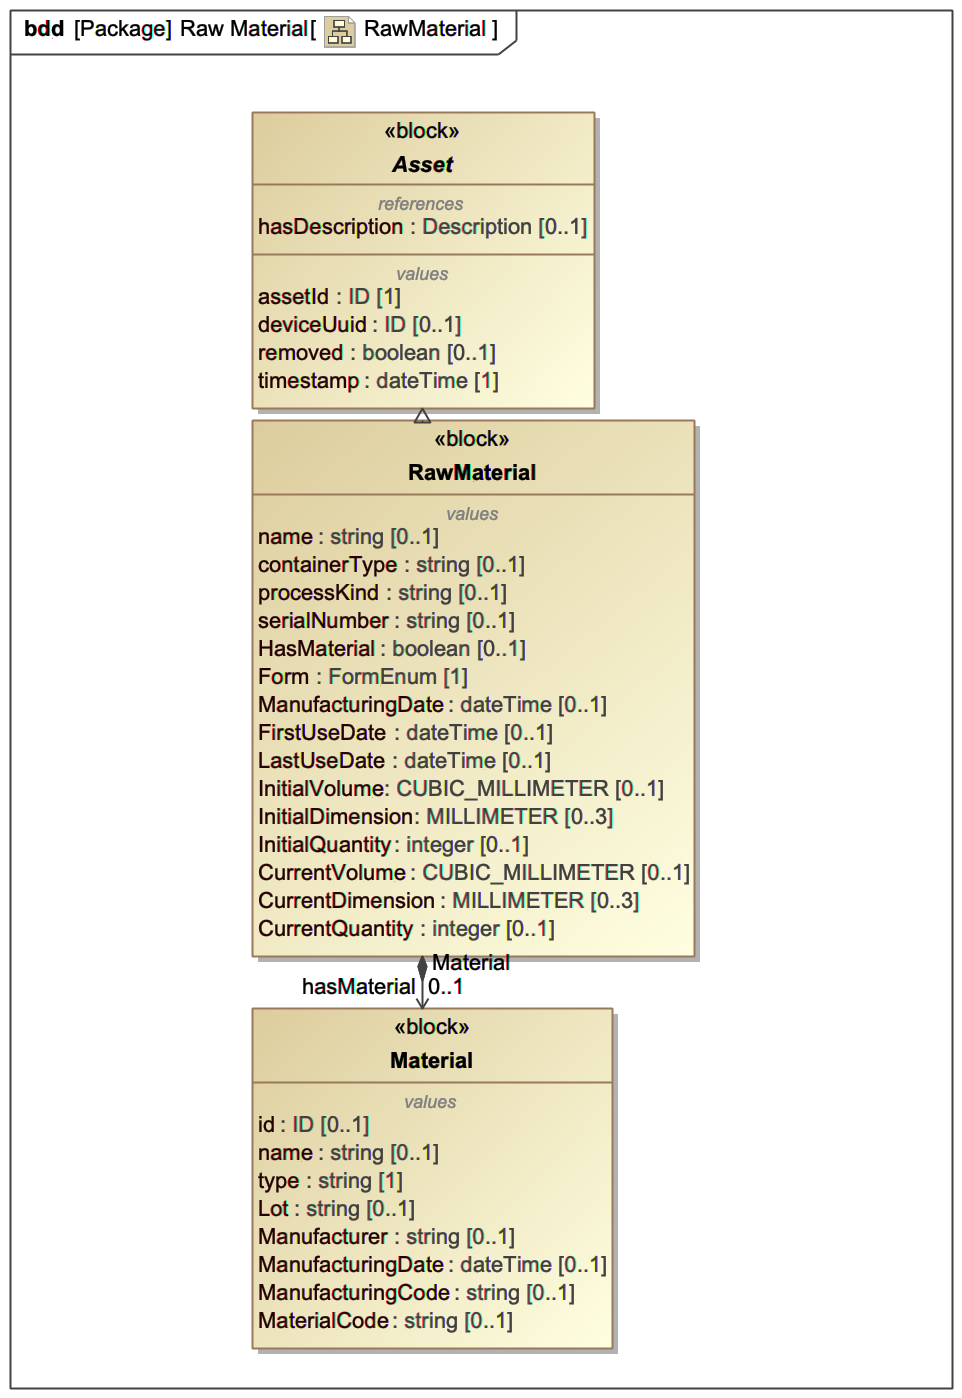 bdd [Package] Raw Material[ RawMaterial ]
«block»
Asset
references
hasDescription : Description [0..1]
values
assetId : ID [1]
deviceUuid : ID [0..1]
removed : boolean [0..1]
timestamp : dateTime [1]
«block»
RawMaterial
values
name : string [0..1]
containerType : string [0..1]
processKind : string [0..1]
serialNumber : string [0..1]
HasMaterial : boolean [0..1]
Form : FormEnum [1]
ManufacturingDate : dateTime [0..1]
FirstUseDate : dateTime [0..1]
LastUseDate : dateTime [0..1]
InitialVolume: CUBIC_MILLIMETER [0..1]
InitialDimension: MILLIMETER [0..3]
InitialQuantity: integer [0..1]
CurrentVolume : CUBIC_MILLIMETER [0..1]
CurrentDimension : MILLIMETER [0..3]
CurrentQuantity : integer [0..1]
Material
hasMaterial 0..1
«block»
Material
values
id : ID [0..1]
name : string [0..1]
type : string [1]
Lot : string [0..1]
Manufacturer : string [0..1]
ManufacturingDate : dateTime [0..1]
ManufacturingCode : string [0..1]
MaterialCode : string [0..1]